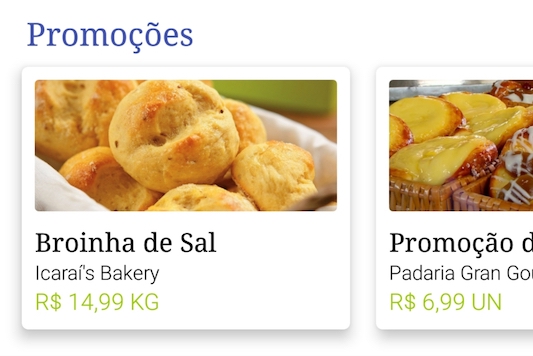 Promoções
Broinha de Sal
Icaraí's Bakery
R$ 14,99 KG
Promoção d
Padaria Gran Go
R$ 6,99 UN